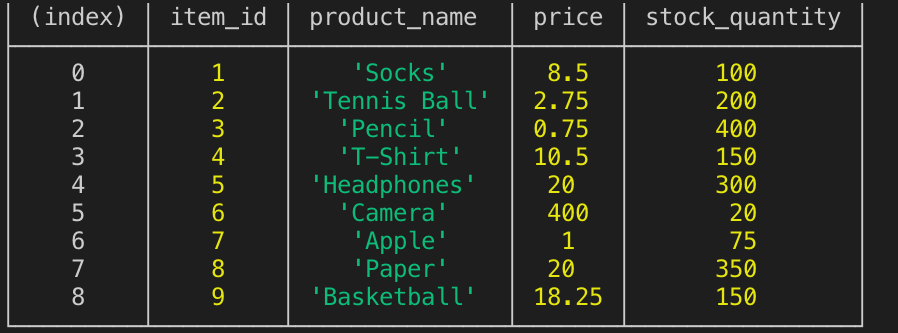 (index) item_id product_name price stock_quantity
0 1 'Socks' 8.5 100
1 2 'Tennis Ball' 2.75 200
2 3 'Pencil' 0.75 400
3 4 'T-Shirt' 10.5 150
4 5 'Headphones' 20 300
5 6 'Camera' 400 20
6 7 'Apple' 1 75
7 8 'Paper' 20 350
8 9 'Basketball' 18.25 150